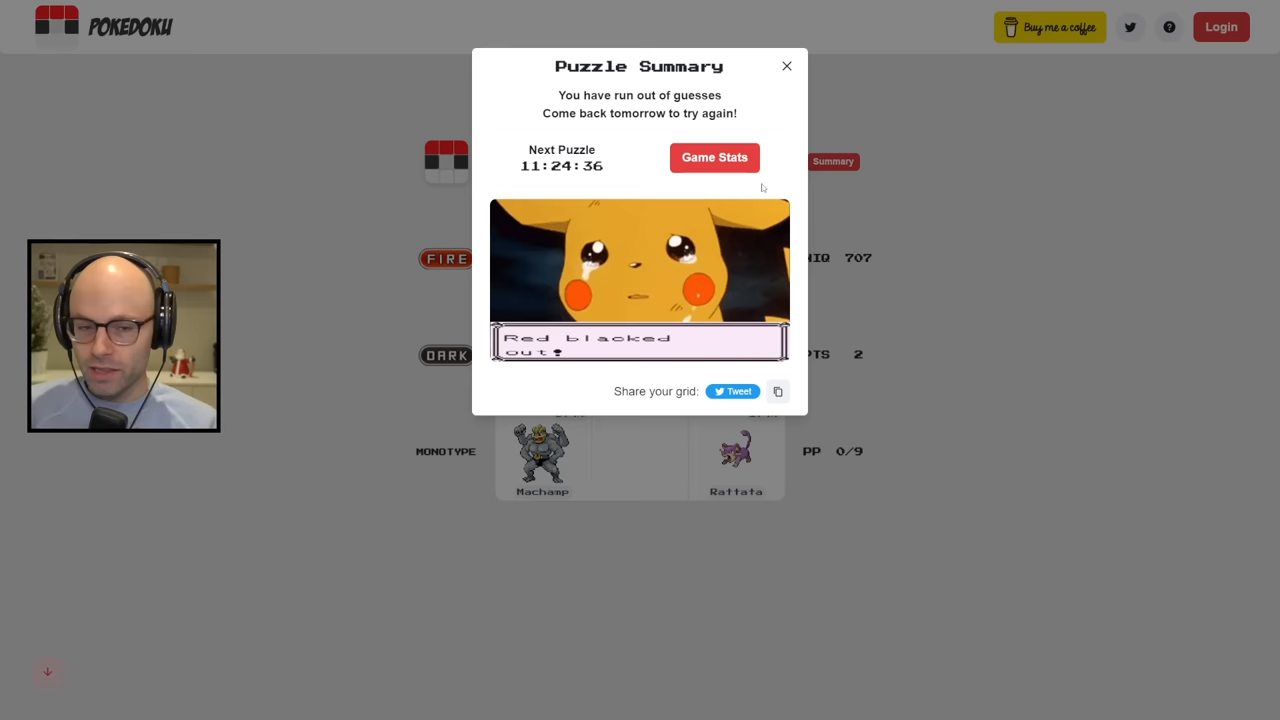 POKEDOKU
Buy me a coffee
Login
Puzzle Summary
You have run out of guesses
Come back tomorrow to try again!
Next Puzzle
11:24:36
Game Stats
Summary
FIRE
NIQ 707
Red blacked
out!
DARK
PTS 2
Share your grid:
Tweet
MONOTYPE
PP 0/9
Machamp
Rattata